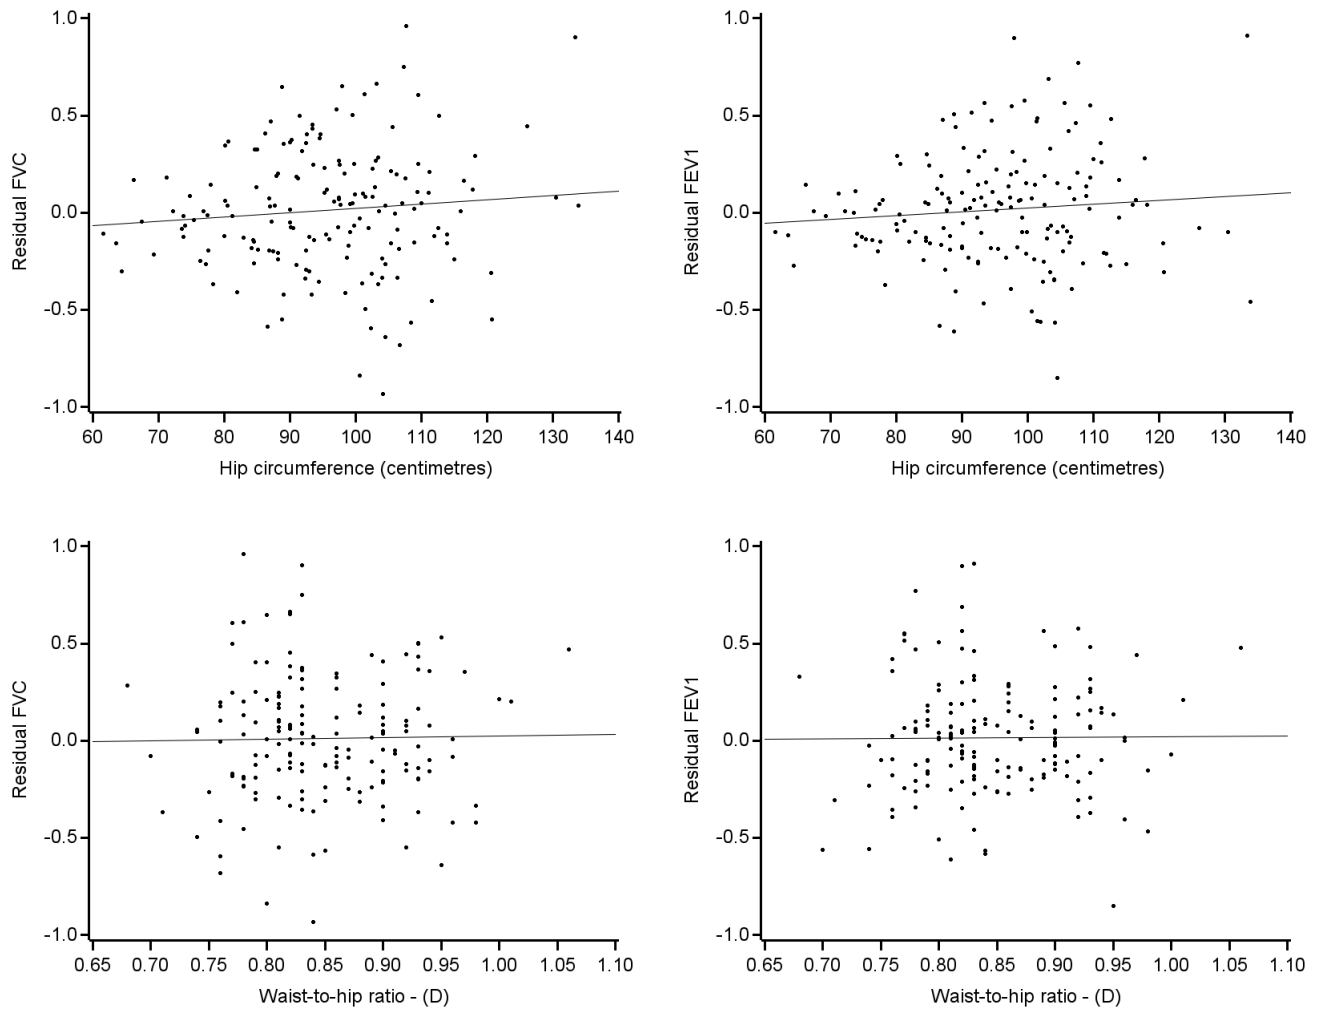 1.0
0.5
0.0
-0.5
-1.0
Residual FVC
60 70 80 90 100 110 120 130 140
Hip circumference (centimetres)
1.0
0.5
0.0
-0.5
-1.0
Residual FEV1
60 70 80 90 100 110 120 130 140
Hip circumference (centimetres)
1.0
0.5
0.0
-0.5
-1.0
Residual FVC
0.65 0.70 0.75 0.80 0.85 0.90 0.95 1.00 1.05 1.10
Waist-to-hip ratio - (D)
1.0
0.5
0.0
-0.5
-1.0
Residual FEV1
0.65 0.70 0.75 0.80 0.85 0.90 0.95 1.00 1.05 1.10
Waist-to-hip ratio - (D)